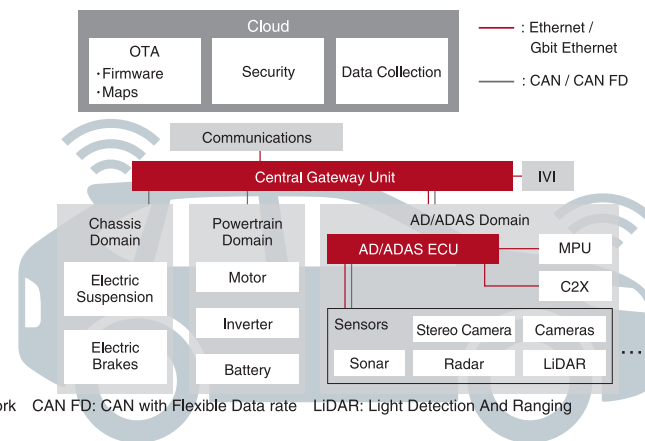 Cloud
OTA
・Firmware
・Maps
Security
Data Collection
: Ethernet /
Gbit Ethernet
: CAN / CAN FD
Communications
Central Gateway Unit
IVI
Chassis
Domain
Electric
Suspension
Electric
Brakes
Powertrain
Domain
Motor
Inverter
Battery
AD/ADAS Domain
AD/ADAS ECU
MPU
C2X
Sensors
Stereo Camera
Cameras
Sonar
Radar
LiDAR
...
CAN FD: CAN with Flexible Data rate LiDAR: Light Detection And Ranging